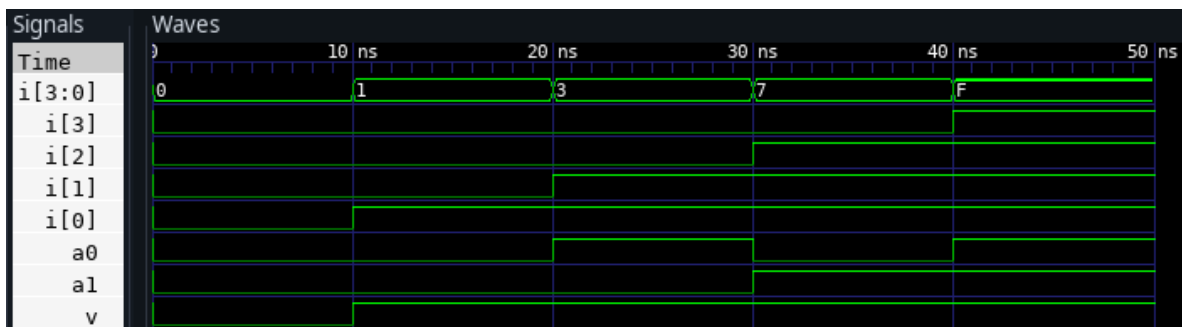 Signals Waves
Time 0 10 ns 20 ns 30 ns 40 ns 50 ns
i[3:0] 0 1 3 7 F
i[3]
i[2]
i[1]
i[0]
a0
a1
v